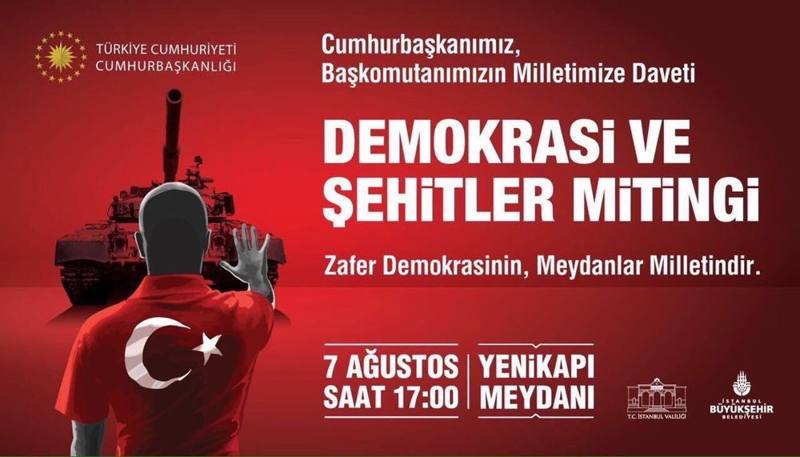 TÜRKİYE CUMHURİYETİ
CUMHURBAŞKANLIĞI
Cumhurbaşkanımız,
Başkomutanımızın Milletimize Daveti
DEMOKRASİ VE
ŞEHİTLER MİTİNGİ
Zafer Demokrasinin, Meydanlar Milletindir.
7 AĞUSTOS
SAAT 17:00
YENİKAPI
MEYDANI
T.C. İSTANBUL VALİLİĞİ
İSTANBUL
BÜYÜKŞEHİR
BELEDİYESİ